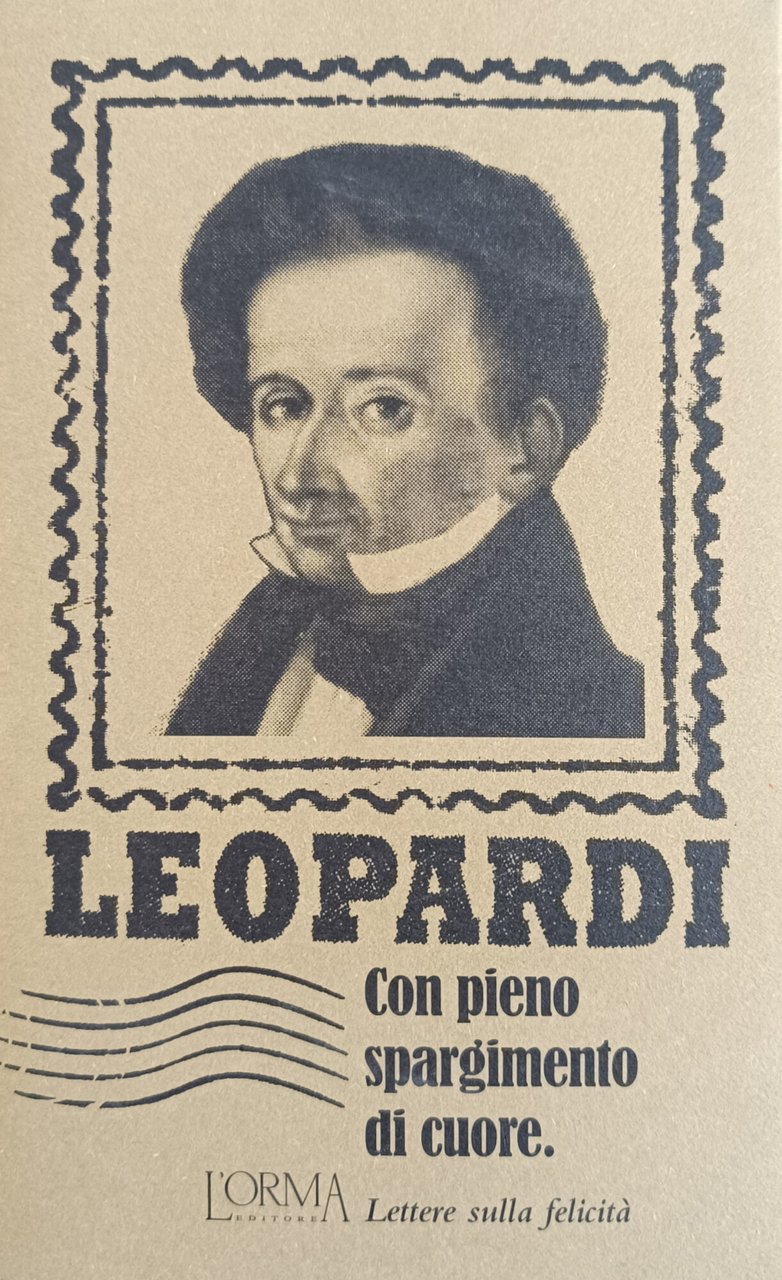 LEOPARDI
Con pieno
spargimento
di cuore.
L'ORMA
EDITORE
Lettere sulla felicità